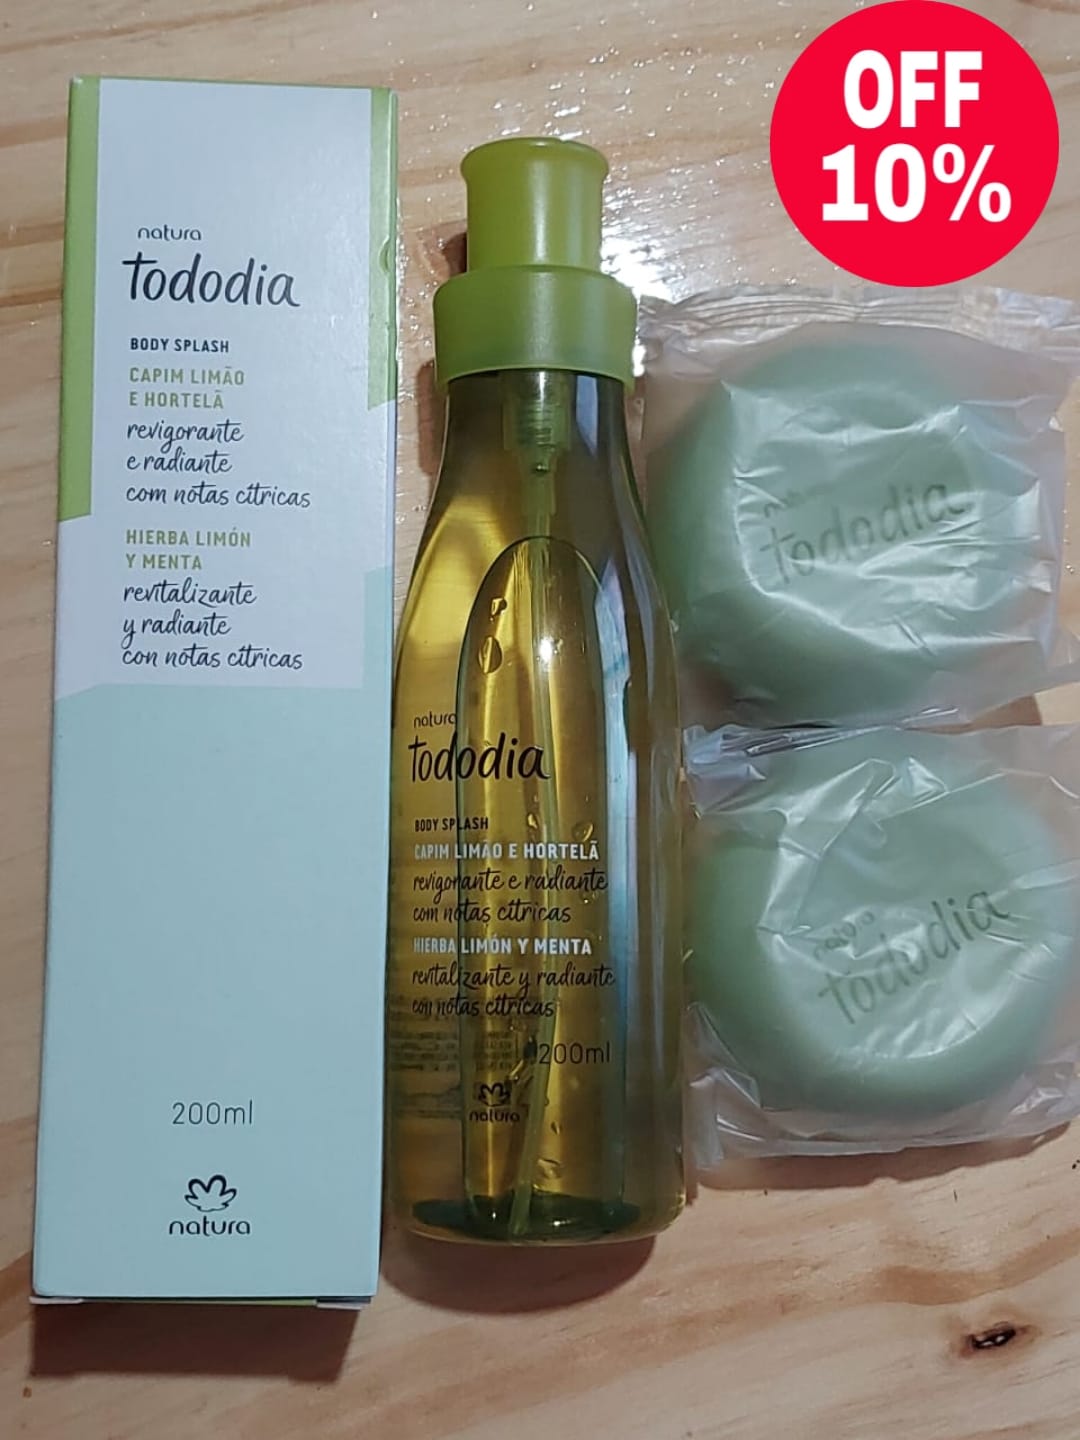 OFF
10%
natura
tododia
BODY SPLASH
CAPIM LIMÃO
E HORTELÃ
revigorante
e radiante
com notas cítricas
HIERBA LIMÓN
Y MENTA
revitalizante
y radiante
con notas cítricas
200ml
natura
natura
tododia
BODY SPLASH
CAPIM LIMÃO E HORTELÃ
revigorante e radiante
com notas cítricas
HIERBA LIMÓN Y MENTA
revitalizante y radiante
con notas cítricas
200ml
natura
natura
tododia
natura
tododia